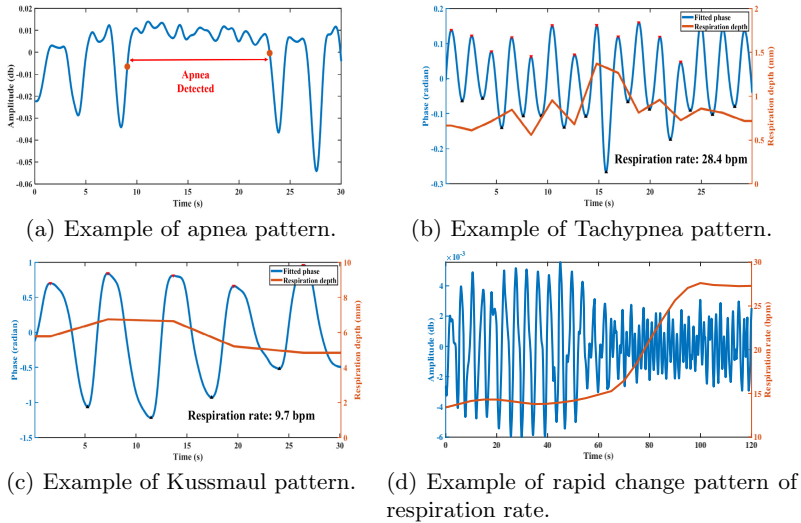 0.02
0.01
0
-0.01
-0.02
-0.03
-0.04
-0.05
0.06
Amplitude (db)
Apnea
Detected
0 5 10 15 20 25 30
Time (s)
(a) Example of apnea pattern.
0.2
0.1
0
-0.1
-0.2
-0.3
Phase (radian)
Fitted phase
Respiration depth
Respiration rate: 28.4 bpm
2
1.5
1
0.5
0
Respiration depth (mm)
0 5 10 15 20 25 30
Time (s)
(b) Example of Tachypnea pattern.
1
0.5
0
-0.5
-1
-1.5
Phase (radian)
Fitted phase
Respiration depth
Respiration rate: 9.7 bpm
10
8
6
4
2
0
Respiration depth (mm)
0 5 10 15 20 25 30
Time (s)
(c) Example of Kussmaul pattern.
×10⁻³
4
2
0
-2
-4
-6
Amplitude (db)
30
25
20
15
10
Respiration rate (bpm)
0 20 40 60 80 100 120
Time (s)
(d) Example of rapid change pattern of
respiration rate.